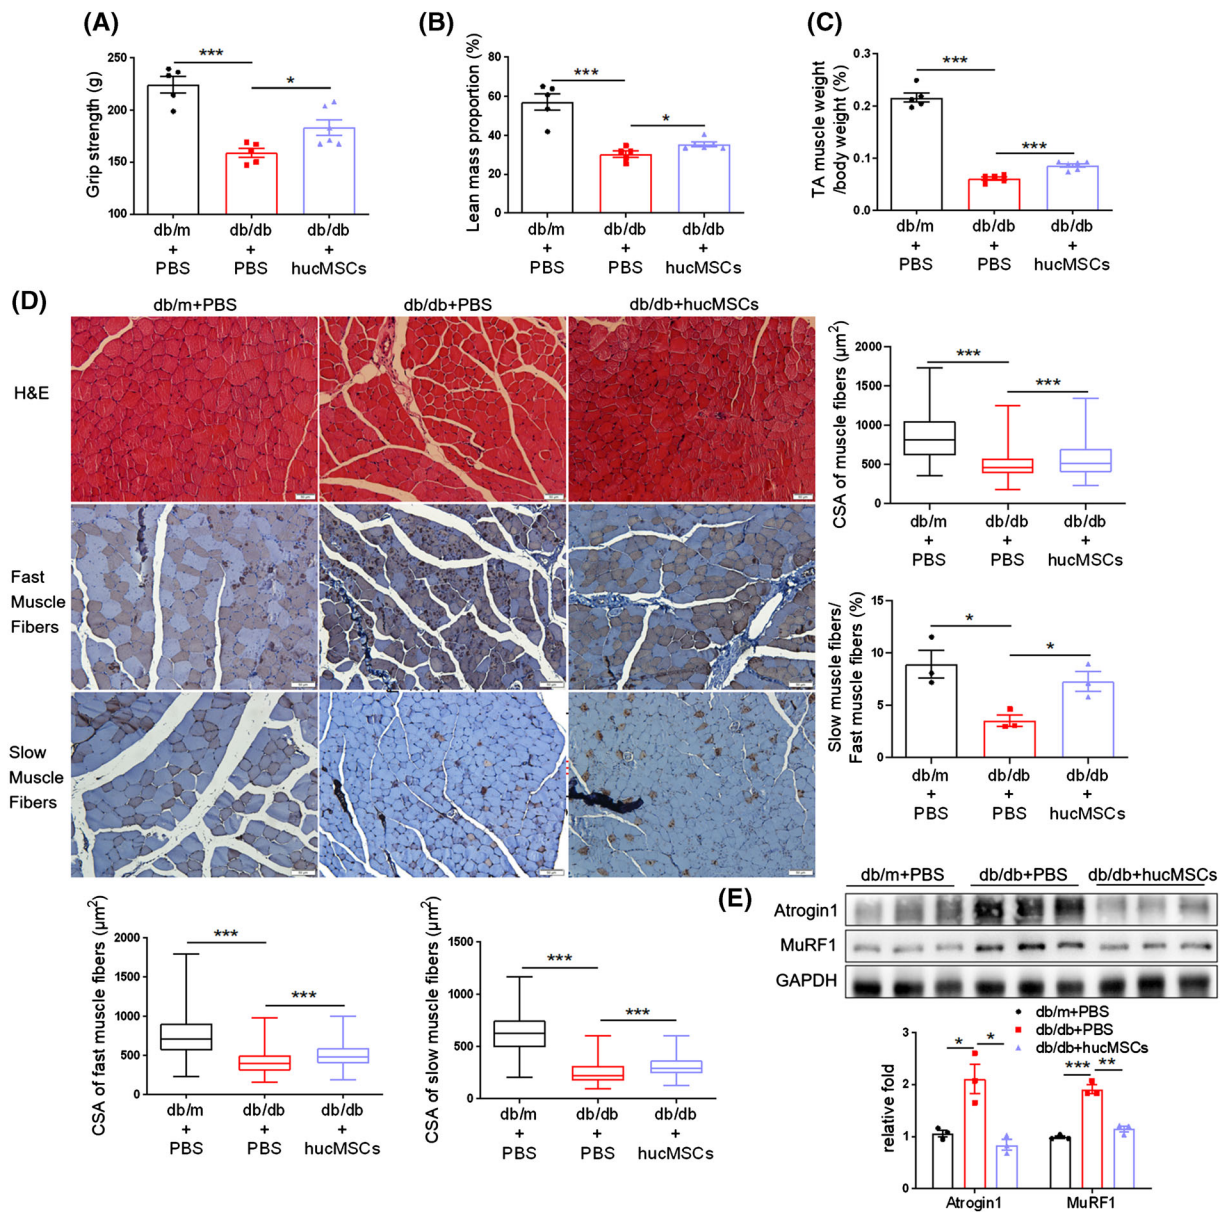 (A)
Grip strength (g)
250
200
150
100
***
*
db/m
+
PBS
db/db
+
PBS
db/db
+
hucMSCs
(B)
Lean mass proportion (%)
80
60
40
20
0
***
*
db/m
+
PBS
db/db
+
PBS
db/db
+
hucMSCs
(C)
TA muscle weight
/body weight (%)
0.3
0.2
0.1
0.0
***
***
db/m
+
PBS
db/db
+
PBS
db/db
+
hucMSCs
(D)
db/m+PBS
db/db+PBS
db/db+hucMSCs
H&E
Fast
Muscle
Fibers
Slow
Muscle
Fibers
CSA of muscle fibers (µm²)
2000
1500
1000
500
0
***
***
db/m
+
PBS
db/db
+
PBS
db/db
+
hucMSCs
Slow muscle fibers/
Fast muscle fibers (%)
15
10
5
0
*
*
db/m
+
PBS
db/db
+
PBS
db/db
+
hucMSCs
CSA of fast muscle fibers (µm²)
2000
1500
1000
500
0
***
***
db/m
+
PBS
db/db
+
PBS
db/db
+
hucMSCs
CSA of slow muscle fibers (µm²)
1500
1000
500
0
***
***
db/m
+
PBS
db/db
+
PBS
db/db
+
hucMSCs
(E)
db/m+PBS
db/db+PBS
db/db+hucMSCs
Atrogin1
MuRF1
GAPDH
db/m+PBS
db/db+PBS
db/db+hucMSCs
relative fold
3
2
1
0
*
*
***
**
Atrogin1
MuRF1